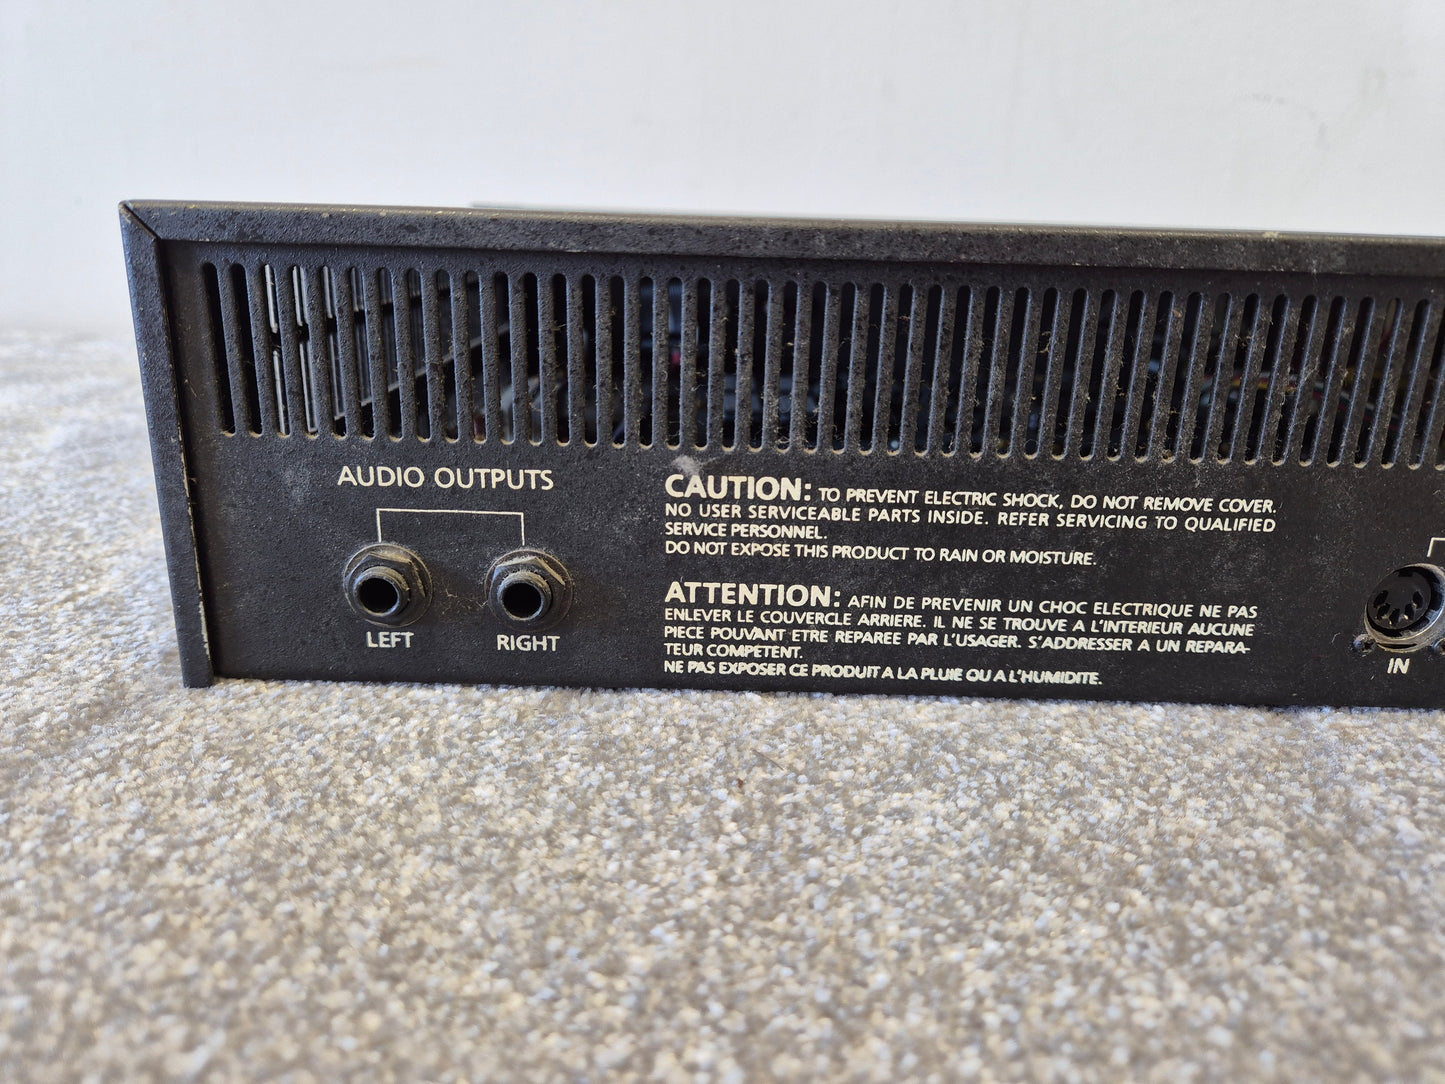 AUDIO OUTPUTS
LEFT
RIGHT
CAUTION: TO PREVENT ELECTRIC SHOCK, DO NOT REMOVE COVER.
NO USER SERVICEABLE PARTS INSIDE. REFER SERVICING TO QUALIFIED
SERVICE PERSONNEL.
DO NOT EXPOSE THIS PRODUCT TO RAIN OR MOISTURE.
ATTENTION: AFIN DE PREVENIR UN CHOC ELECTRIQUE NE PAS
ENLEVER LE COUVERCLE ARRIERE. IL NE SE TROUVE A L'INTERIEUR AUCUNE
PIECE POUVANT ETRE REPAREE PAR L'USAGER. S'ADDRESSER A UN REPARA-
TEUR COMPETENT.
NE PAS EXPOSER CE PRODUIT A LA PLUIE OU A L'HUMIDITE.
IN